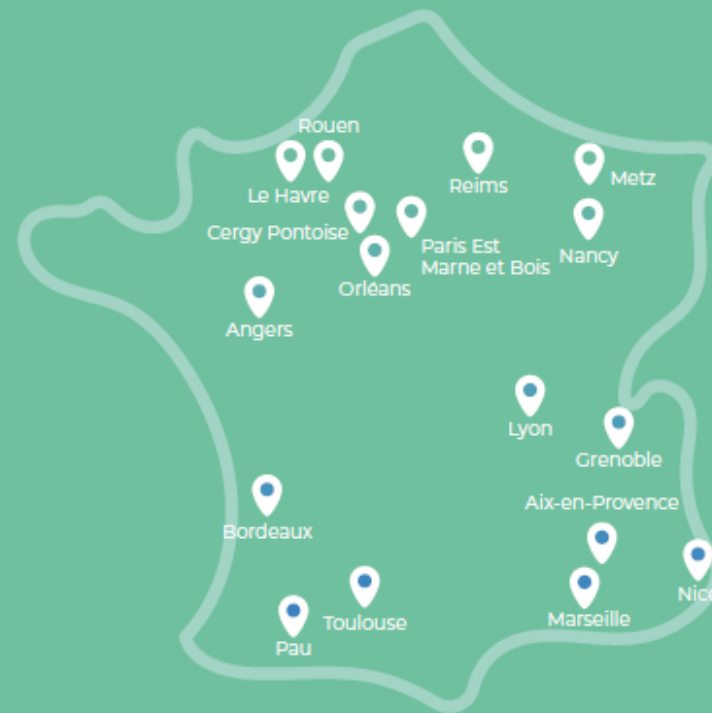 Rouen
Le Havre
Reims
Metz
Cergy Pontoise
Paris Est
Marne et Bois
Nancy
Orléans
Angers
Lyon
Grenoble
Aix-en-Provence
Bordeaux
Nice
Marseille
Toulouse
Pau